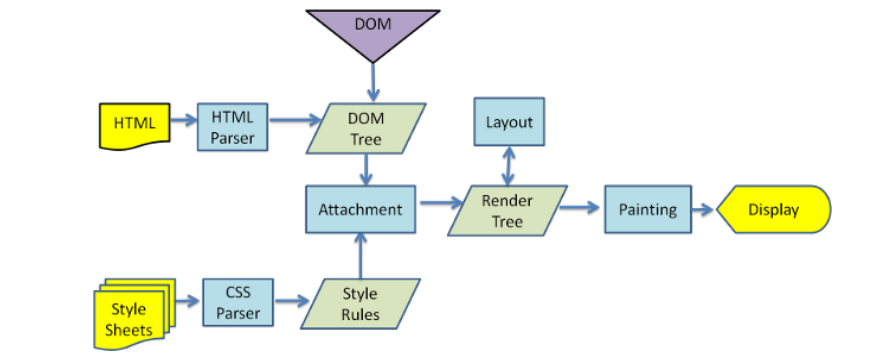 DOM
HTML
HTML
Parser
DOM
Tree
Layout
Attachment
Render
Tree
Painting
Display
Style
Sheets
CSS
Parser
Style
Rules